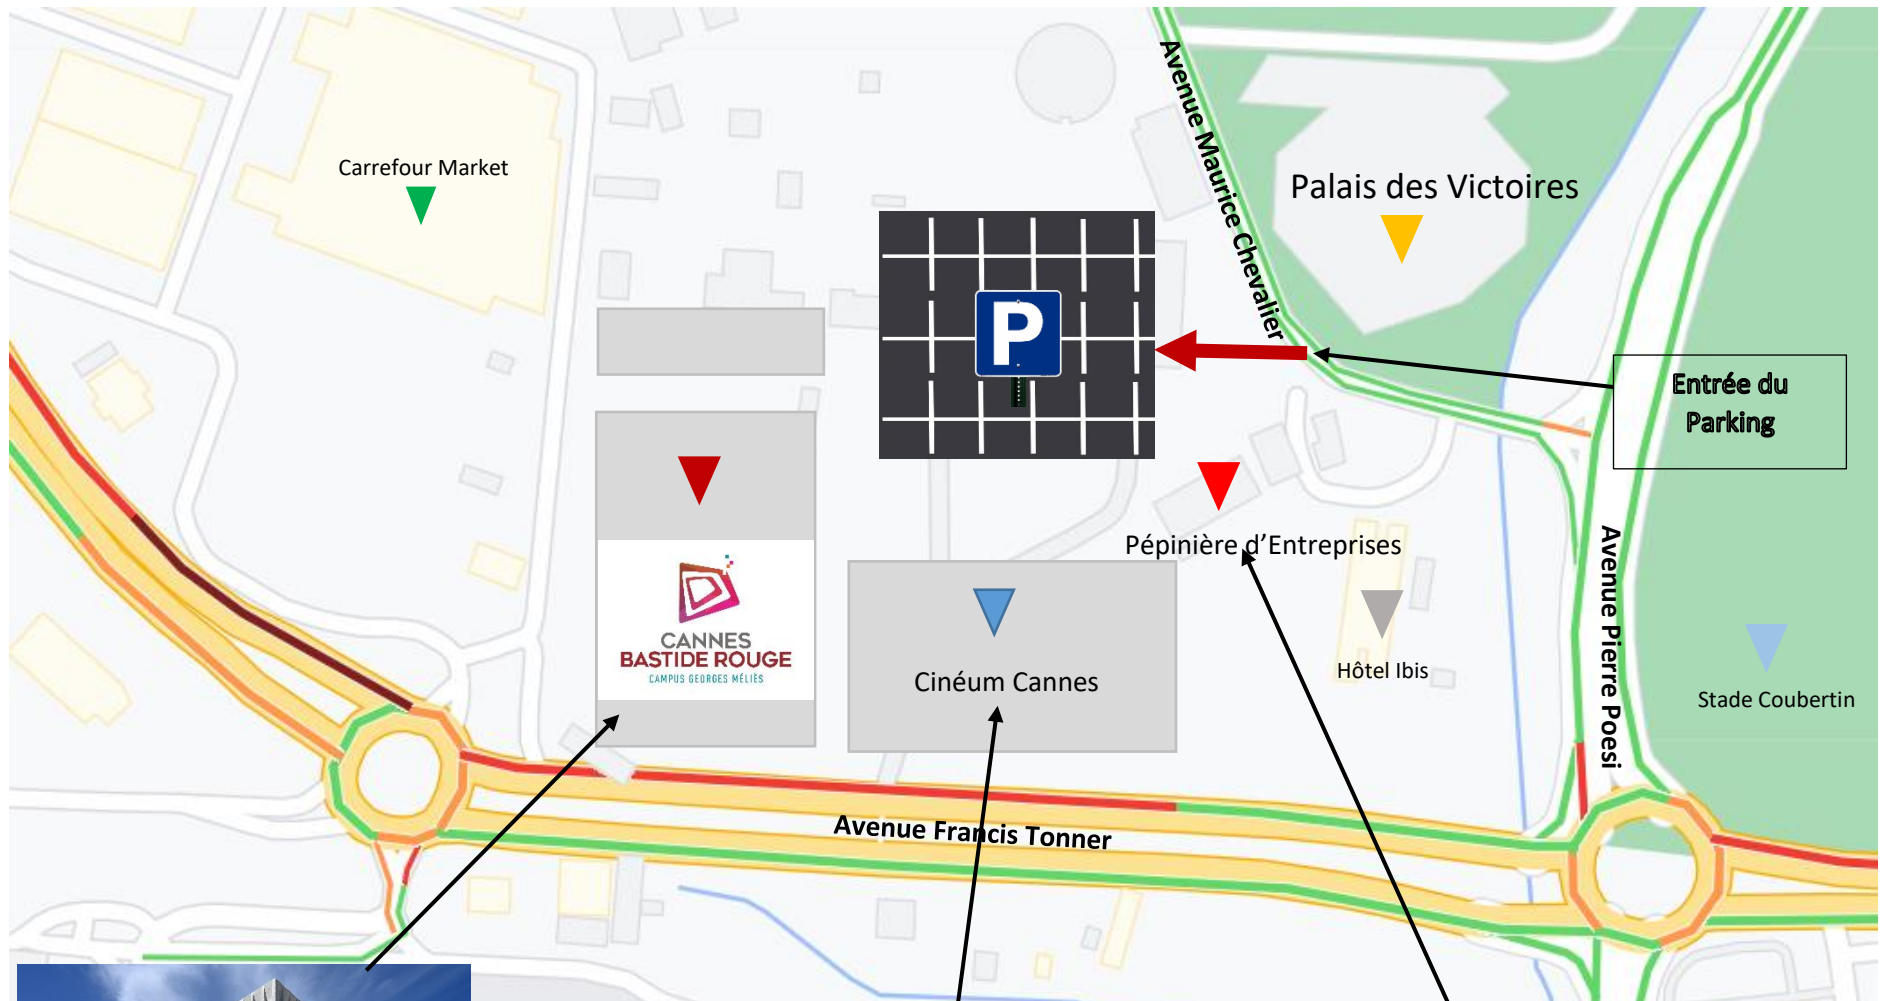 Avenue Maurice Chevalier
Carrefour Market
Palais des Victoires
P
Entrée du
Parking
Pépinière d’Entreprises
Avenue Pierre Poesi
CANNES
BASTIDE ROUGE
CAMPUS GEORGES MÉLIÈS
Cinéum Cannes
Hôtel Ibis
Stade Coubertin
Avenue Francis Tonner